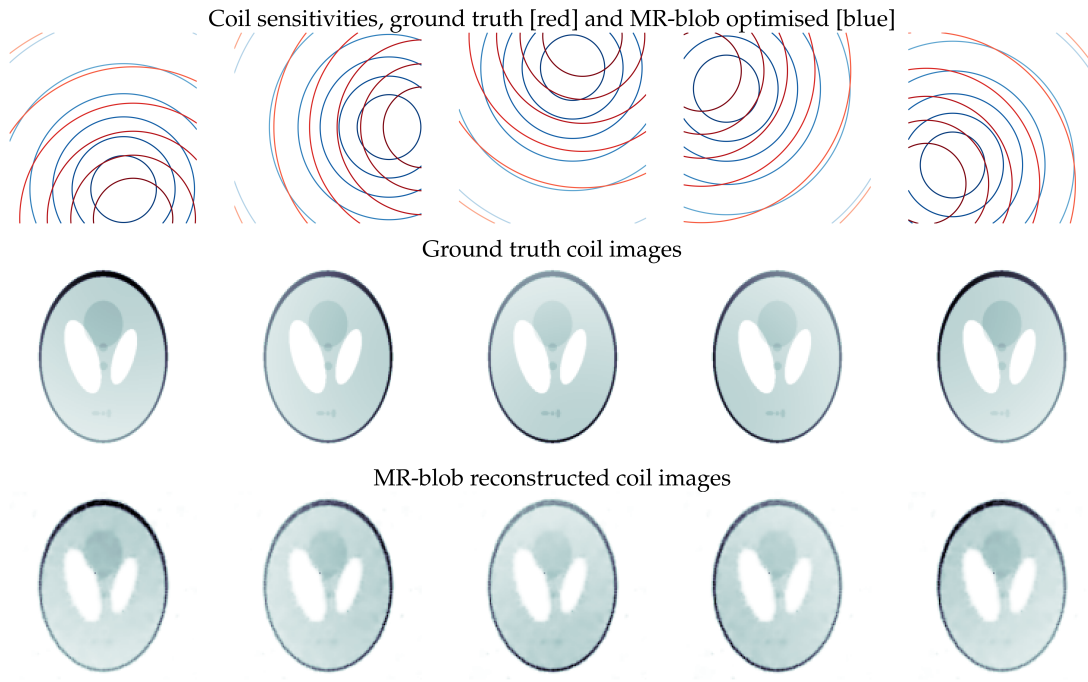 Coil sensitivities, ground truth [red] and MR-blob optimised [blue]
Ground truth coil images
MR-blob reconstructed coil images